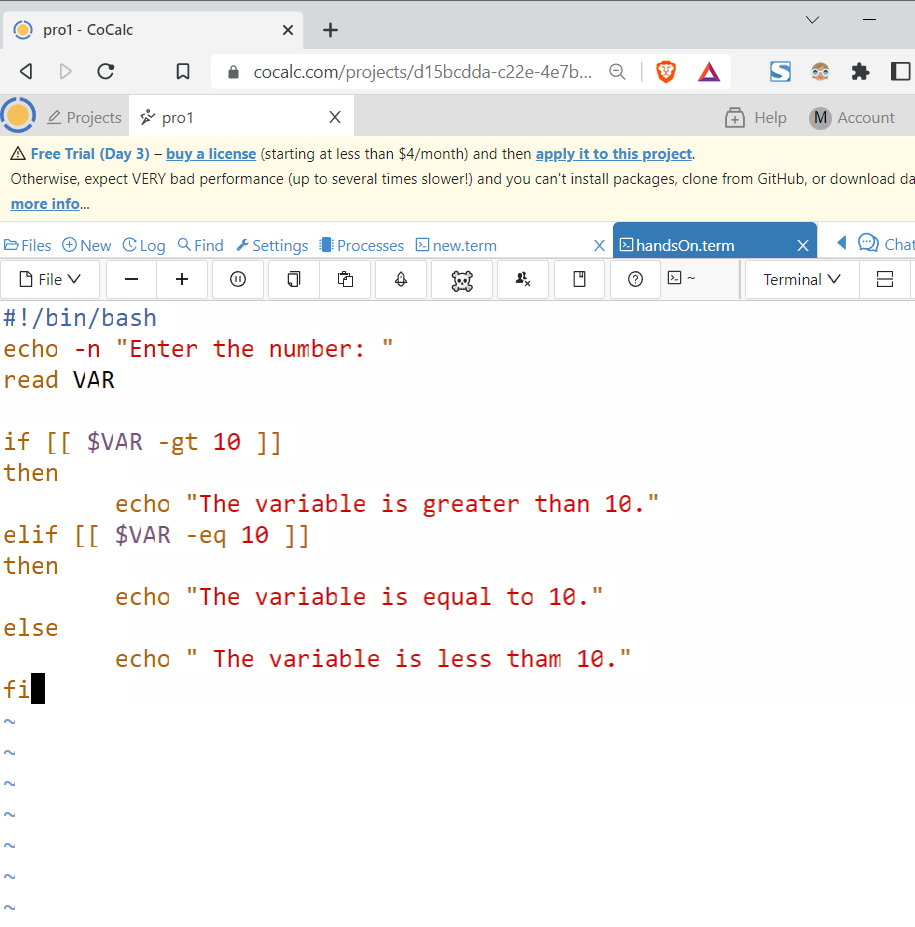 pro1 - CoCalc
cocalc.com/projects/d15bcdda-c22e-4e7b...
Projects pro1 Help M Account
Free Trial (Day 3) – buy a license (starting at less than $4/month) and then apply it to this project.
Otherwise, expect VERY bad performance (up to several times slower!) and you can't install packages, clone from GitHub, or download da
more info...
Files New Log Find Settings Processes new.term handsOn.term Chat
File ~ Terminal
#!/bin/bash
echo -n "Enter the number: "
read VAR
if [[ $VAR -gt 10 ]]
then
echo "The variable is greater than 10."
elif [[ $VAR -eq 10 ]]
then
echo "The variable is equal to 10."
else
echo " The variable is less tham 10."
fi
~
~
~
~
~
~
~